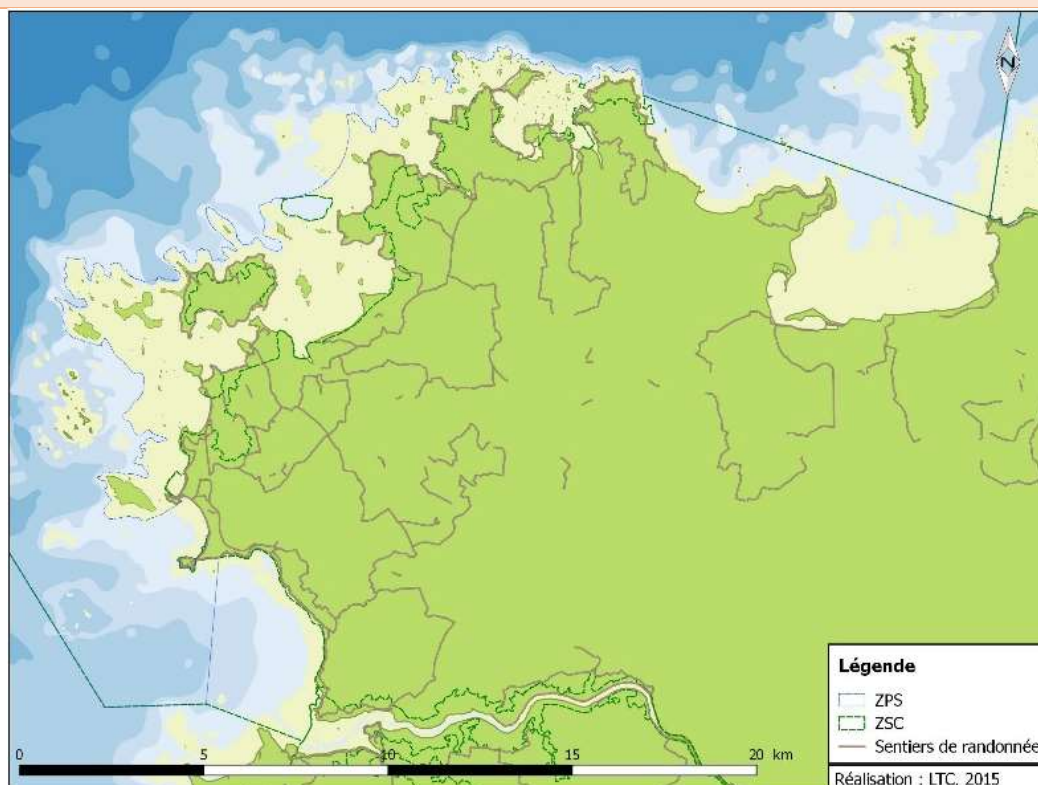 N
Légende
ZPS
ZSC
Sentiers de randonnée
0 5 10 15 20 km
Réalisation : LTC, 2015